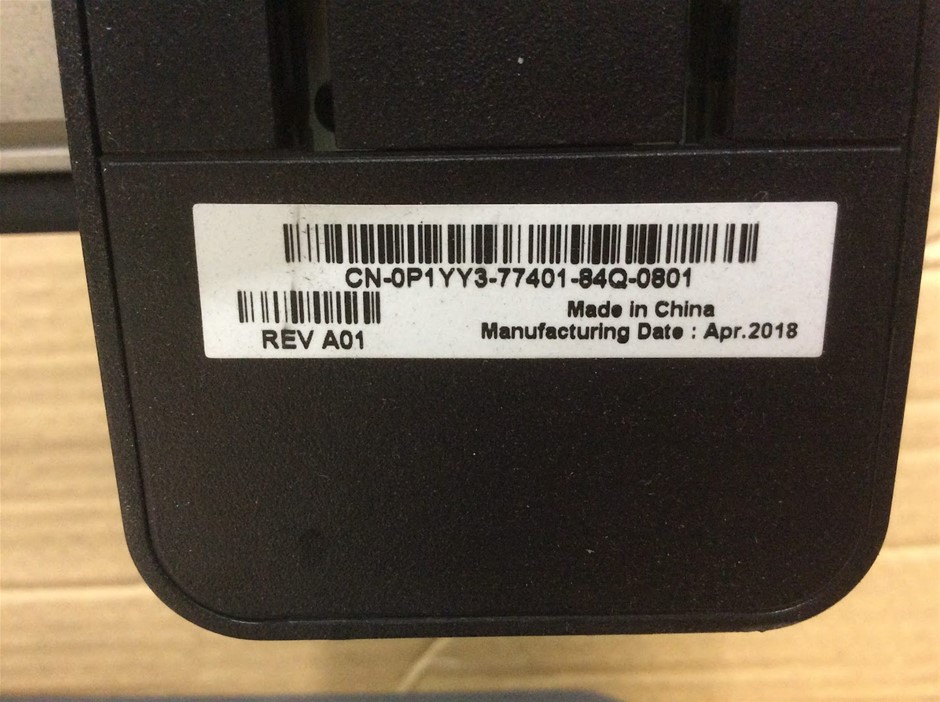 CN-0P1YY3-77401-84Q-0801
REV A01
Made in China
Manufacturing Date : Apr.2018